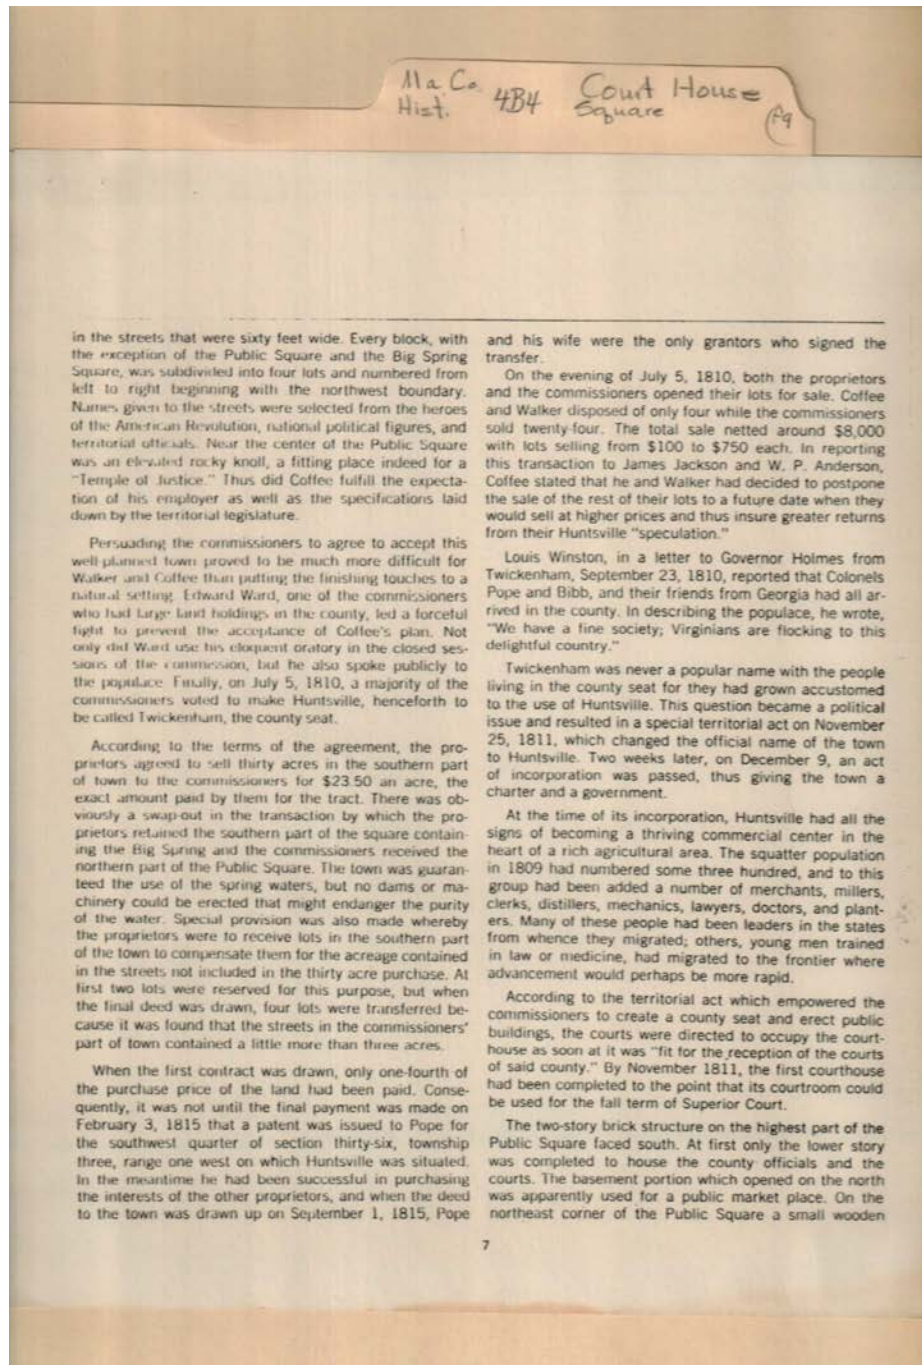 Ma. Co. Hist. 4B4 Court House Square
in the streets that were sixty feet wide. Every block, with
the exception of the Public Square and the Big Spring
Square, was subdivided into four lots and numbered from
left to right beginning with the northwest boundary.
Names given to the streets were selected from the heroes
of the American Revolution, national political figures, and
territorial officials. Near the center of the Public Square
was an elevated rocky knoll, a fitting place indeed for a
"Temple of Justice." Thus did Coffee fulfill the expecta-
tion of his employer as well as the specifications laid
down by the territorial legislature.
Persuading the commissioners to agree to accept this
well-planned town proved to be much more difficult for
Walker and Coffee than putting the finishing touches to a
natural setting. Edward Ward, one of the commissioners
who had large land holdings in the county, led a forceful
fight to prevent the acceptance of Coffee's plan. Not
only did Ward use his eloquent oratory in the closed ses-
sions of the commission, but he also spoke publicly to
the populace. Finally, on July 5, 1810, a majority of the
commissioners voted to make Huntsville, henceforth to
be called Twickenham, the county seat.
According to the terms of the agreement, the pro-
prietors agreed to sell thirty acres in the southern part
of town to the commissioners for $23.50 an acre, the
exact amount paid by them for the tract. There was ob-
viously a swap-out in the transaction by which the pro-
prietors retained the southern part of the square contain-
ing the Big Spring and the commissioners received the
northern part of the Public Square. The town was guaran-
teed the use of the spring waters, but no dams or ma-
chinery could be erected that might endanger the purity
of the water. Special provision was also made whereby
the proprietors were to receive lots in the southern part
of the town to compensate them for the acreage contained
in the streets not included in the thirty acre purchase. At
first two lots were reserved for this purpose, but when
the final deed was drawn, four lots were transferred be-
cause it was found that the streets in the commissioners'
part of town contained a little more than three acres.
When the first contract was drawn, only one-fourth of
the purchase price of the land had been paid. Conse-
quently, it was not until the final payment was made on
February 3, 1815 that a patent was issued to Pope for
the southwest quarter of section thirty-six, township
three, range one west on which Huntsville was situated.
In the meantime he had been successful in purchasing
the interests of the other proprietors, and when the deed
to the town was drawn up on September 1, 1815, Pope
and his wife were the only grantors who signed the
transfer.
On the evening of July 5, 1810, both the proprietors
and the commissioners opened their lots for sale. Coffee
and Walker disposed of only four while the commissioners
sold twenty-four. The total sale netted around $8,000
with lots selling from $100 to $750 each. In reporting
this transaction to James Jackson and W. P. Anderson,
Coffee stated that he and Walker had decided to postpone
the sale of the rest of their lots to a future date when they
would sell at higher prices and thus insure greater returns
from their Huntsville "speculation."
Louis Winston, in a letter to Governor Holmes from
Twickenham, September 23, 1810, reported that Colonels
Pope and Bibb, and their friends from Georgia had all ar-
rived in the county. In describing the populace, he wrote,
"We have a fine society; Virginians are flocking to this
delightful country."
Twickenham was never a popular name with the people
living in the county seat for they had grown accustomed
to the use of Huntsville. This question became a political
issue and resulted in a special territorial act on November
25, 1811, which changed the official name of the town
to Huntsville. Two weeks later, on December 9, an act
of incorporation was passed, thus giving the town a
charter and a government.
At the time of its incorporation, Huntsville had all the
signs of becoming a thriving commercial center in the
heart of a rich agricultural area. The squatter population
in 1809 had numbered some three hundred, and to this
group had been added a number of merchants, millers,
clerks, distillers, mechanics, lawyers, doctors, and plant-
ers. Many of these people had been leaders in the states
from whence they migrated; others, young men trained
in law or medicine, had migrated to the frontier where
advancement would perhaps be more rapid.
According to the territorial act which empowered the
commissioners to create a county seat and erect public
buildings, the courts were directed to occupy the court-
house as soon at it was "fit for the reception of the courts
of said county." By November 1811, the first courthouse
had been completed to the point that its courtroom could
be used for the fall term of Superior Court.
The two-story brick structure on the highest part of the
Public Square faced south. At first only the lower story
was completed to house the county officials and the
courts. The basement portion which opened on the north
was apparently used for a public market place. On the
northeast corner of the Public Square a small wooden
7